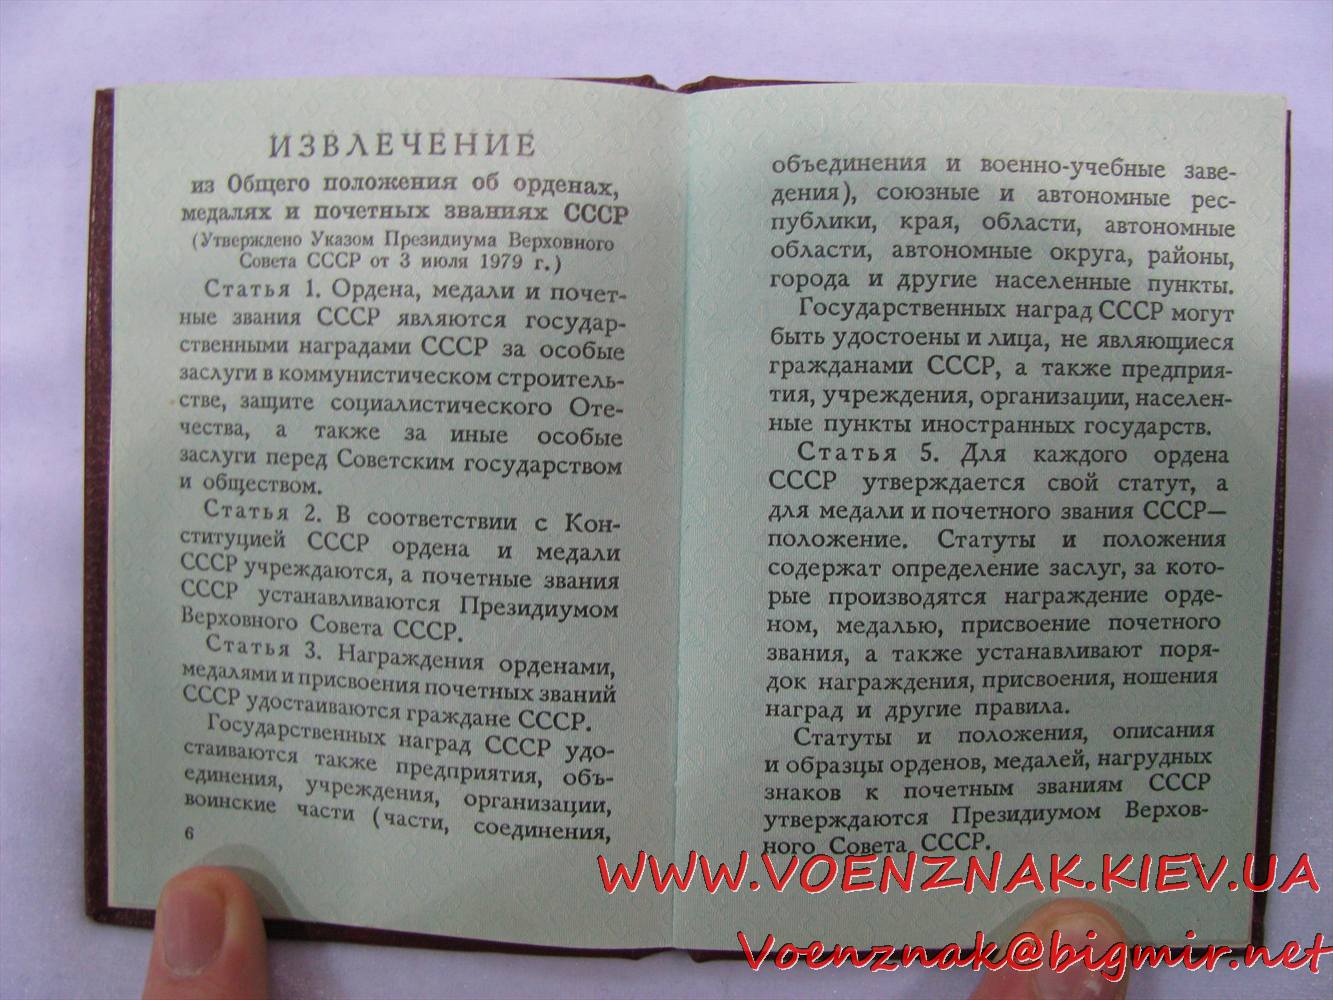 ИЗВЛЕЧЕНИЕ
из Общего положения об орденах,
медалях и почетных званиях СССР
(Утверждено Указом Президиума Верховного
Совета СССР от 3 июля 1979 г.)
Статья 1. Ордена, медали и почет-
ные звания СССР являются государ-
ственными наградами СССР за особые
заслуги в коммунистическом строитель-
стве, защите социалистического Оте-
чества, а также за иные особые
заслуги перед Советским государством
и обществом.
Статья 2. В соответствии с Кон-
ституцией СССР ордена и медали
СССР учреждаются, а почетные звания
СССР устанавливаются Президиумом
Верховного Совета СССР.
Статья 3. Награждения орденами,
медалями и присвоения почетных званий
СССР удостаиваются граждане СССР.
Государственных наград СССР удо-
стаиваются также предприятия, объ-
единения, учреждения, организации,
воинские части (части, соединения,
6
объединения и военно-учебные заве-
дения), союзные и автономные рес-
публики, края, области, автономные
области, автономные округа, районы,
города и другие населенные пункты.
Государственных наград СССР могут
быть удостоены и лица, не являющиеся
гражданами СССР, а также предприя-
тия, учреждения, организации, населен-
ные пункты иностранных государств.
Статья 5. Для каждого ордена
СССР утверждается свой статут, а
для медали и почетного звания СССР—
положение. Статуты и положения
содержат определение заслуг, за кото-
рые производятся награждение орде-
ном, медалью, присвоение почетного
звания, а также устанавливают поря-
док награждения, присвоения, ношения
наград и другие правила.
Статуты и положения, описания
и образцы орденов, медалей, нагрудных
знаков к почетным званиям СССР
утверждаются Президиумом Верхов-
ного Совета СССР.
WWW.VOENZNAK.KIEV.UA
Voenznak@bigmir.net